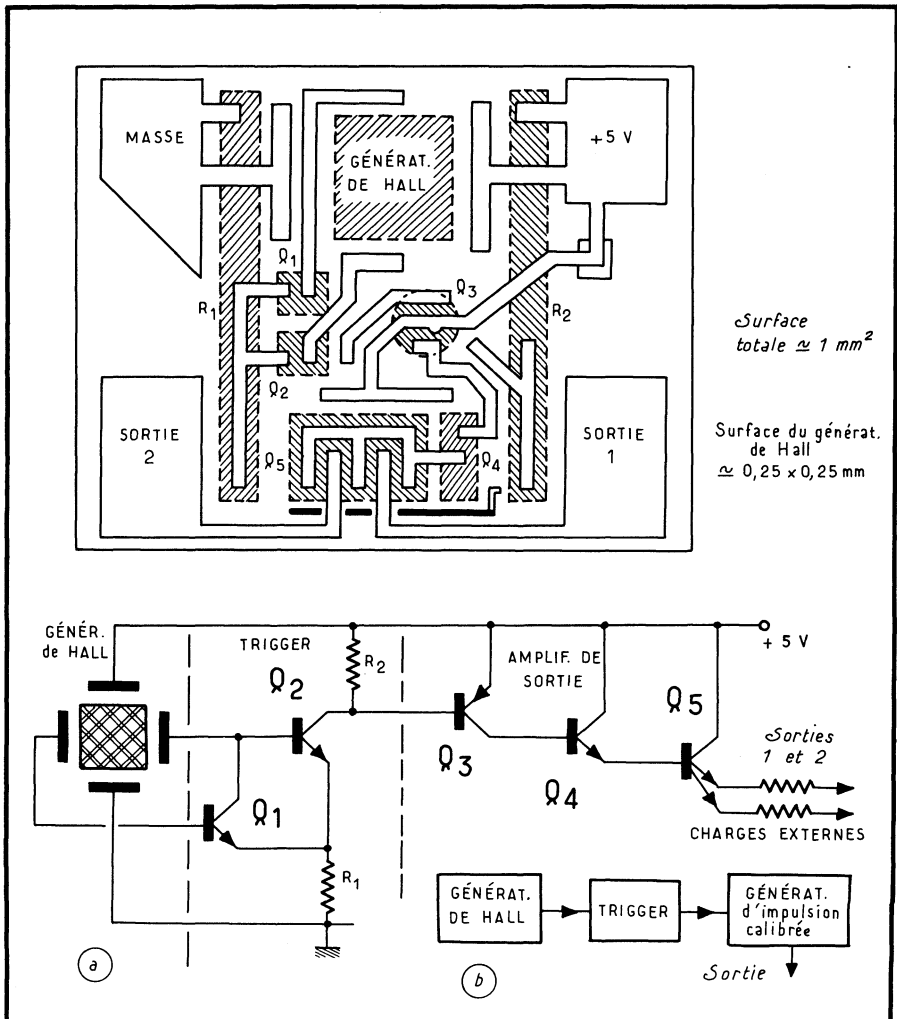 MASSE
GÉNÉRAT.
DE HALL
+5 V
Q1
Q3
R1
R2
Q2
Surface
totale ≃ 1 mm²
SORTIE
2
Q5
Q4
SORTIE
1
Surface du générat.
de Hall
≃ 0,25 x 0,25 mm
GÉNÉR.
de HALL
TRIGGER
R2
AMPLIF. DE
SORTIE
+ 5 V
Q2
Q5
Q3
Sorties
1 et 2
Q4
Q1
CHARGES EXTERNES
R1
GÉNÉRAT.
DE HALL
TRIGGER
GÉNÉRAT.
d'impulsion
calibrée
a
b
Sortie